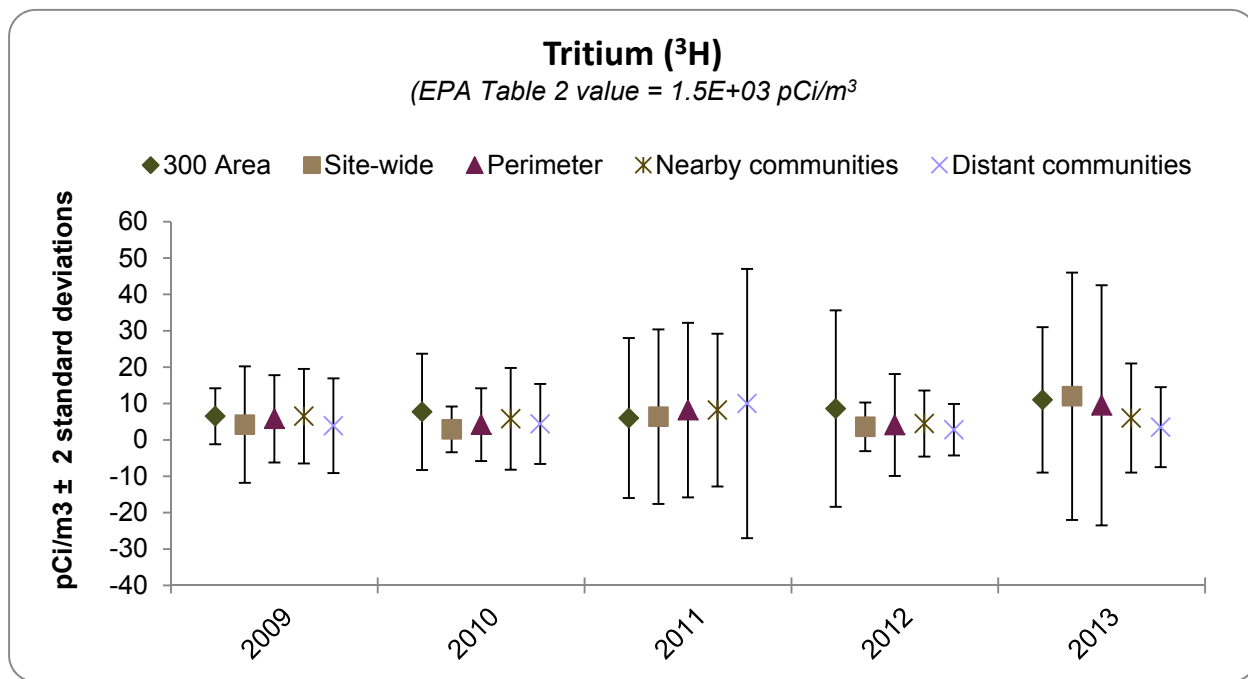 Tritium (³H)
(EPA Table 2 value = 1.5E+03 pCi/m³
300 Area Site-wide Perimeter Nearby communities Distant communities
pCi/m3 ± 2 standard deviations
60
50
40
30
20
10
0
-10
-20
-30
-40
2009 2010 2011 2012 2013